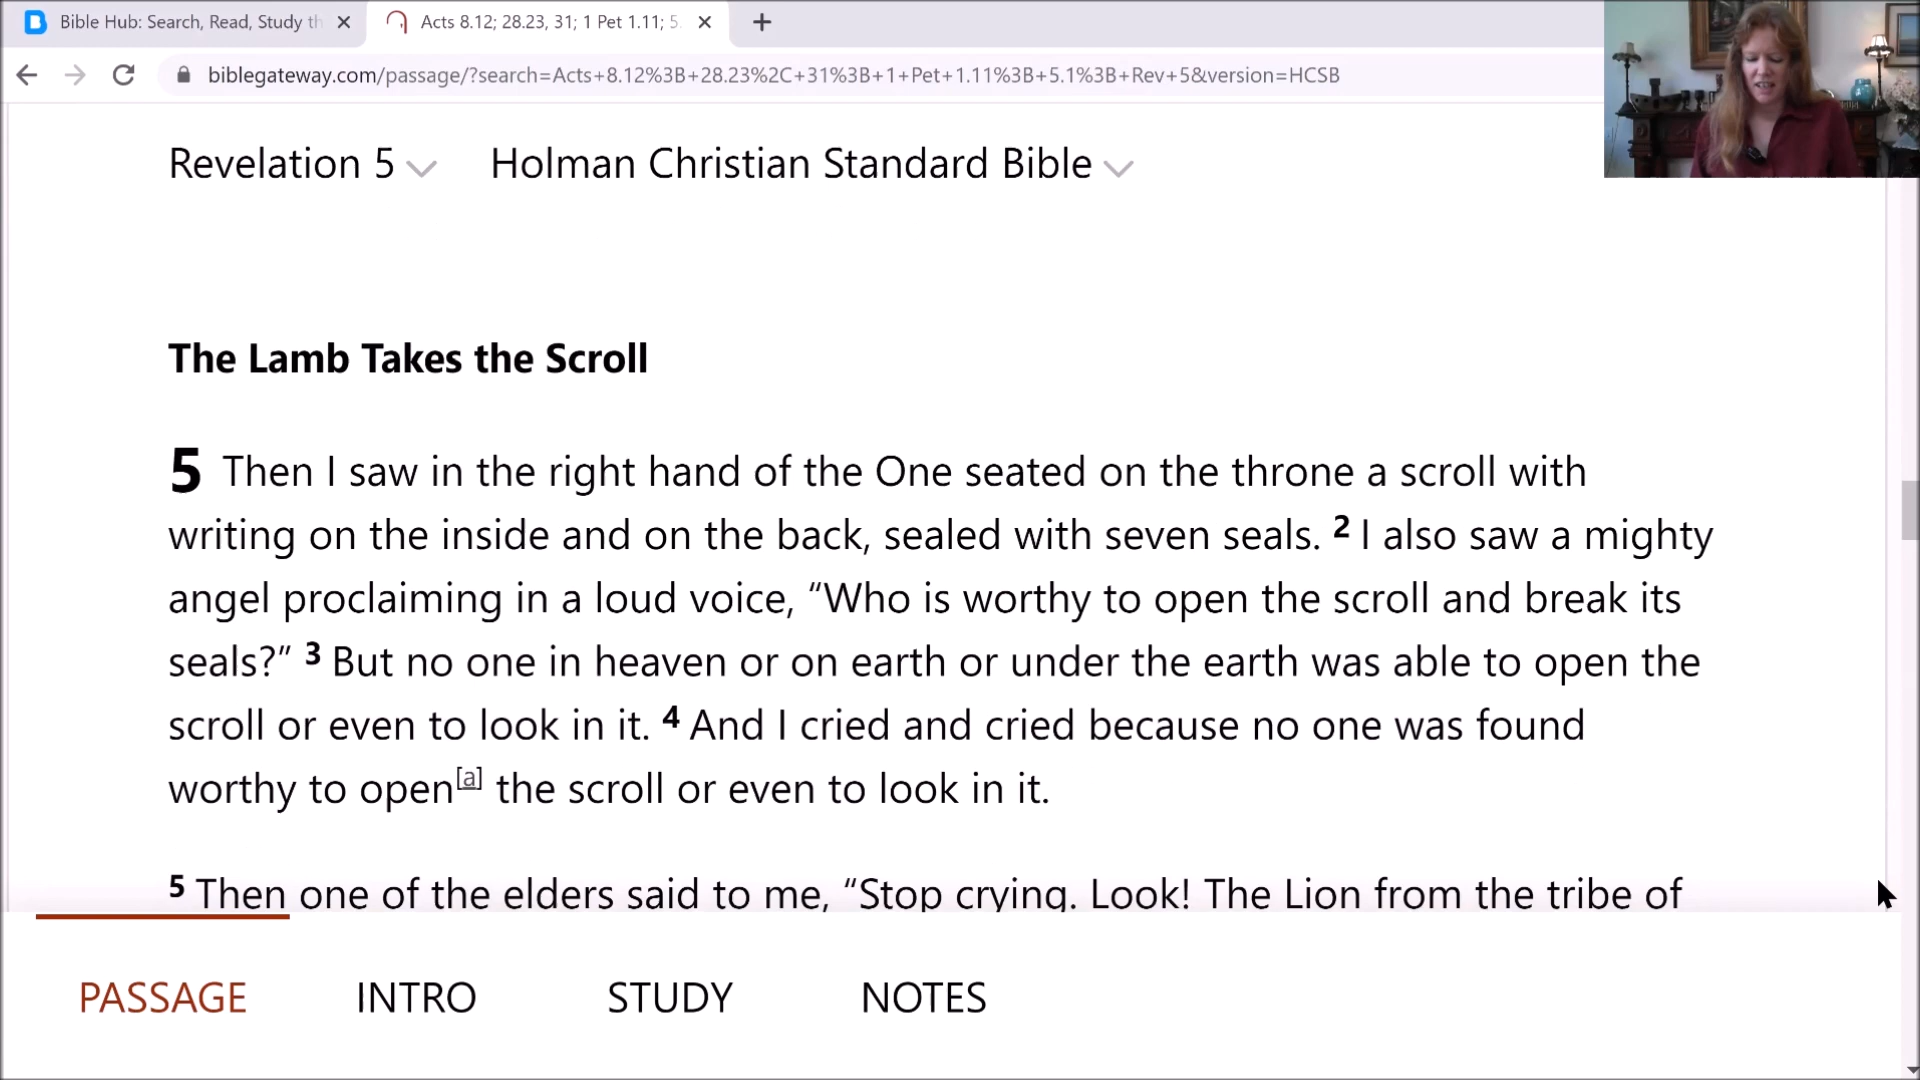 Bible Hub: Search, Read, Study th
Acts 8.12; 28.23, 31; 1 Pet 1.11; 5.
biblegateway.com/passage/?search=Acts+8.12%3B+28.23%2C+31%3B+1+Pet+1.11%3B+5.1%3B+Rev+5&version=HCSB
Revelation 5 Holman Christian Standard Bible
The Lamb Takes the Scroll
5 Then I saw in the right hand of the One seated on the throne a scroll with
writing on the inside and on the back, sealed with seven seals. 2 I also saw a mighty
angel proclaiming in a loud voice, “Who is worthy to open the scroll and break its
seals?” 3 But no one in heaven or on earth or under the earth was able to open the
scroll or even to look in it. 4 And I cried and cried because no one was found
worthy to open[a] the scroll or even to look in it.
5 Then one of the elders said to me, “Stop crying. Look! The Lion from the tribe of
PASSAGE INTRO STUDY NOTES